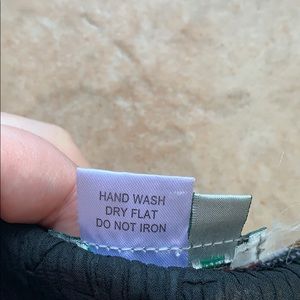 HAND WASH
DRY FLAT
DO NOT IRON